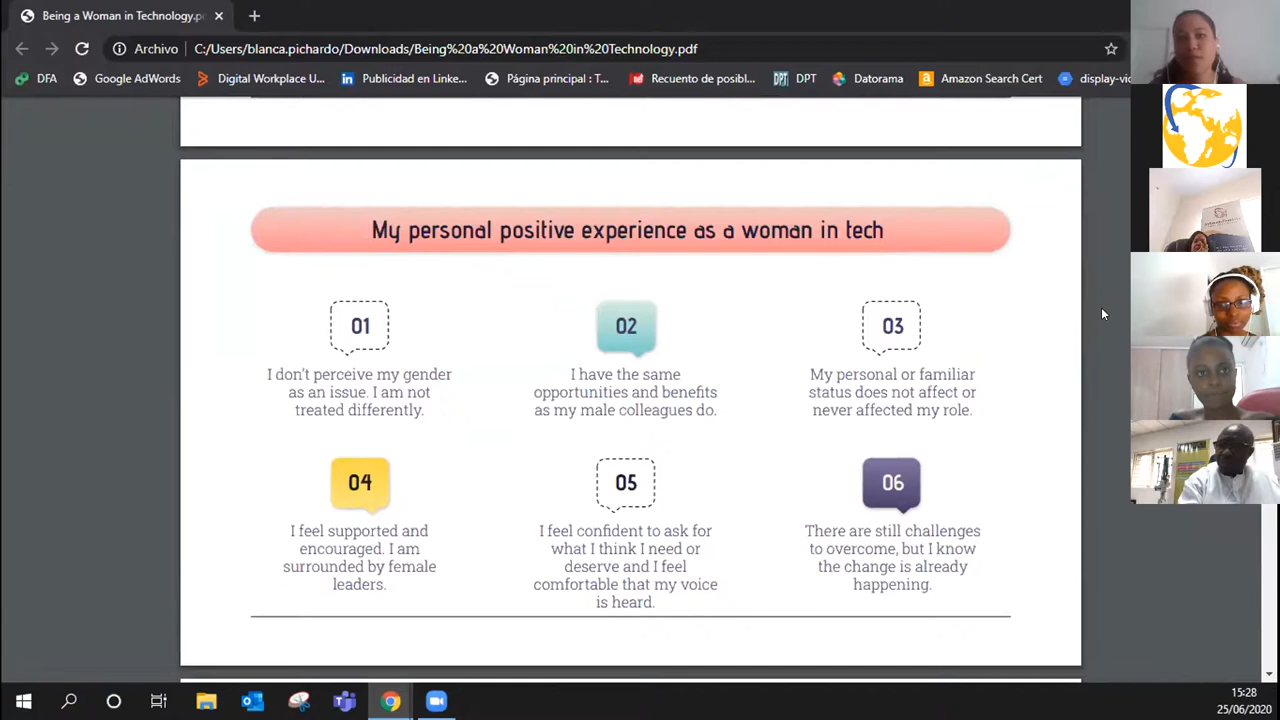 Being a Woman in Technology.pc
Archivo
C:/Users/blanca.pichardo/Downloads/Being%20a%20Woman%20in%20Technology.pdf
DFA
Google AdWords
Digital Workplace U...
Publicidad en Linke...
Página principal : T...
Recuento de posibl...
DPT
DPT
Datorama
Amazon Search Cert
display-vi
My personal positive experience as a woman in tech
01
I don't perceive my gender
as an issue. I am not
treated differently.
02
I have the same
opportunities and benefits
as my male colleagues do.
03
My personal or familiar
status does not affect or
never affected my role.
04
I feel supported and
encouraged. I am
surrounded by female
leaders.
05
I feel confident to ask for
what I think I need or
deserve and I feel
comfortable that my voice
is heard.
06
There are still challenges
to overcome, but I know
the change is already
happening.
15:28
25/06/2020